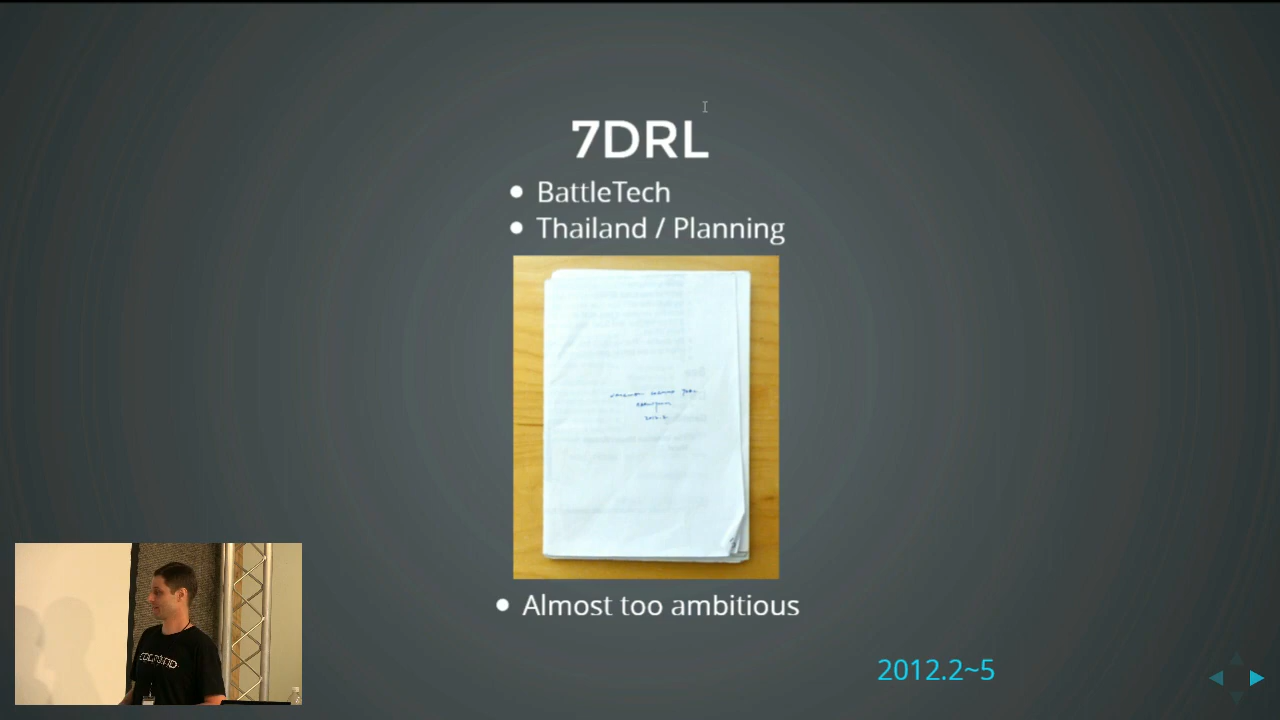 7DRL
BattleTech
Thailand / Planning
Almost too ambitious
2012.2~5